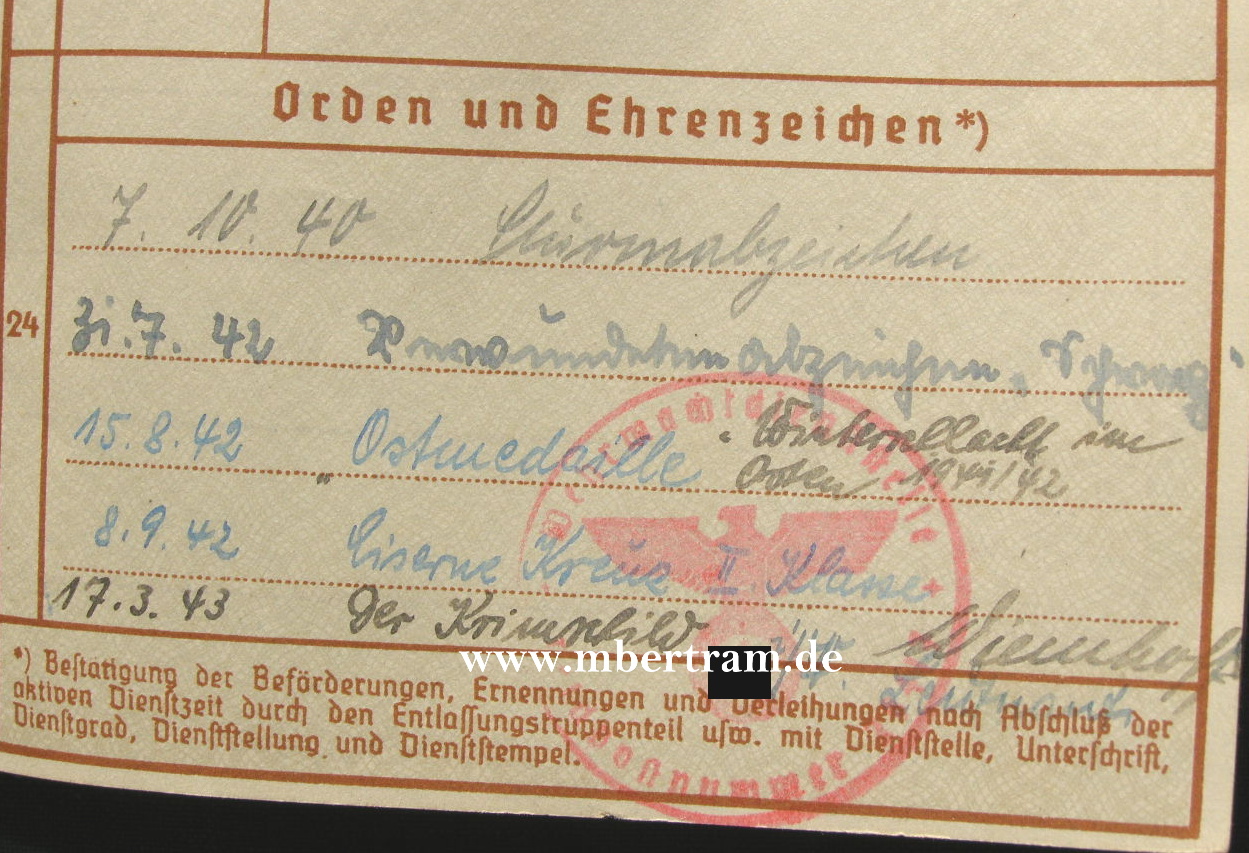 Orden und Ehrenzeichen*)
7. 10. 40 Sturmabzeichen
24
31.7. 42 Verwundetenabzeichen „Schwarz“
15.8.42 Ostmedaille "Winterschlacht im
Osten 1941/42"
8.9.42 Eiserne Kreuz II Klasse
17.3.43 Der Krimschild
www.mbertram.de
Leutnant
*) Bestätigung der Beförderungen, Ernennungen und Verleihungen nach Abschluß der
aktiven Dienstzeit durch den Entlassungstruppenteil usw. mit Dienststelle, Unterschrift,
Dienstgrad, Dienststellung und Dienststempel.